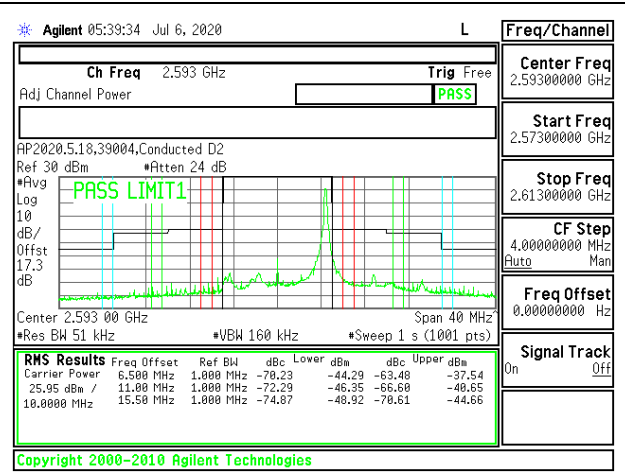 Agilent 05:39:34 Jul 6, 2020 L
Freq/Channel
Ch Freq 2.593 GHz Trig Free
Adj Channel Power PASS
Center Freq
2.59300000 GHz
Start Freq
2.57300000 GHz
AP2020.5.18,39004,Conducted D2
Ref 30 dBm #Atten 24 dB
#Avg
Log
10
dB/
Offst
17.3
dB
PASS LIMIT1
Stop Freq
2.61300000 GHz
CF Step
4.00000000 MHz
Auto Man
Freq Offset
0.00000000 Hz
Center 2.593 00 GHz Span 40 MHz^
#Res BW 51 kHz #VBW 160 kHz #Sweep 1 s (1001 pts)
Signal Track
On Off
RMS Results Freq Offset Ref BW dBc Lower dBm dBc Upper dBm
Carrier Power 6.500 MHz 1.000 MHz -70.23 -44.29 -63.48 -37.54
25.95 dBm / 11.00 MHz 1.000 MHz -72.29 -46.35 -66.60 -40.65
10.0000 MHz 15.50 MHz 1.000 MHz -74.87 -48.92 -70.61 -44.66
Copyright 2000-2010 Agilent Technologies